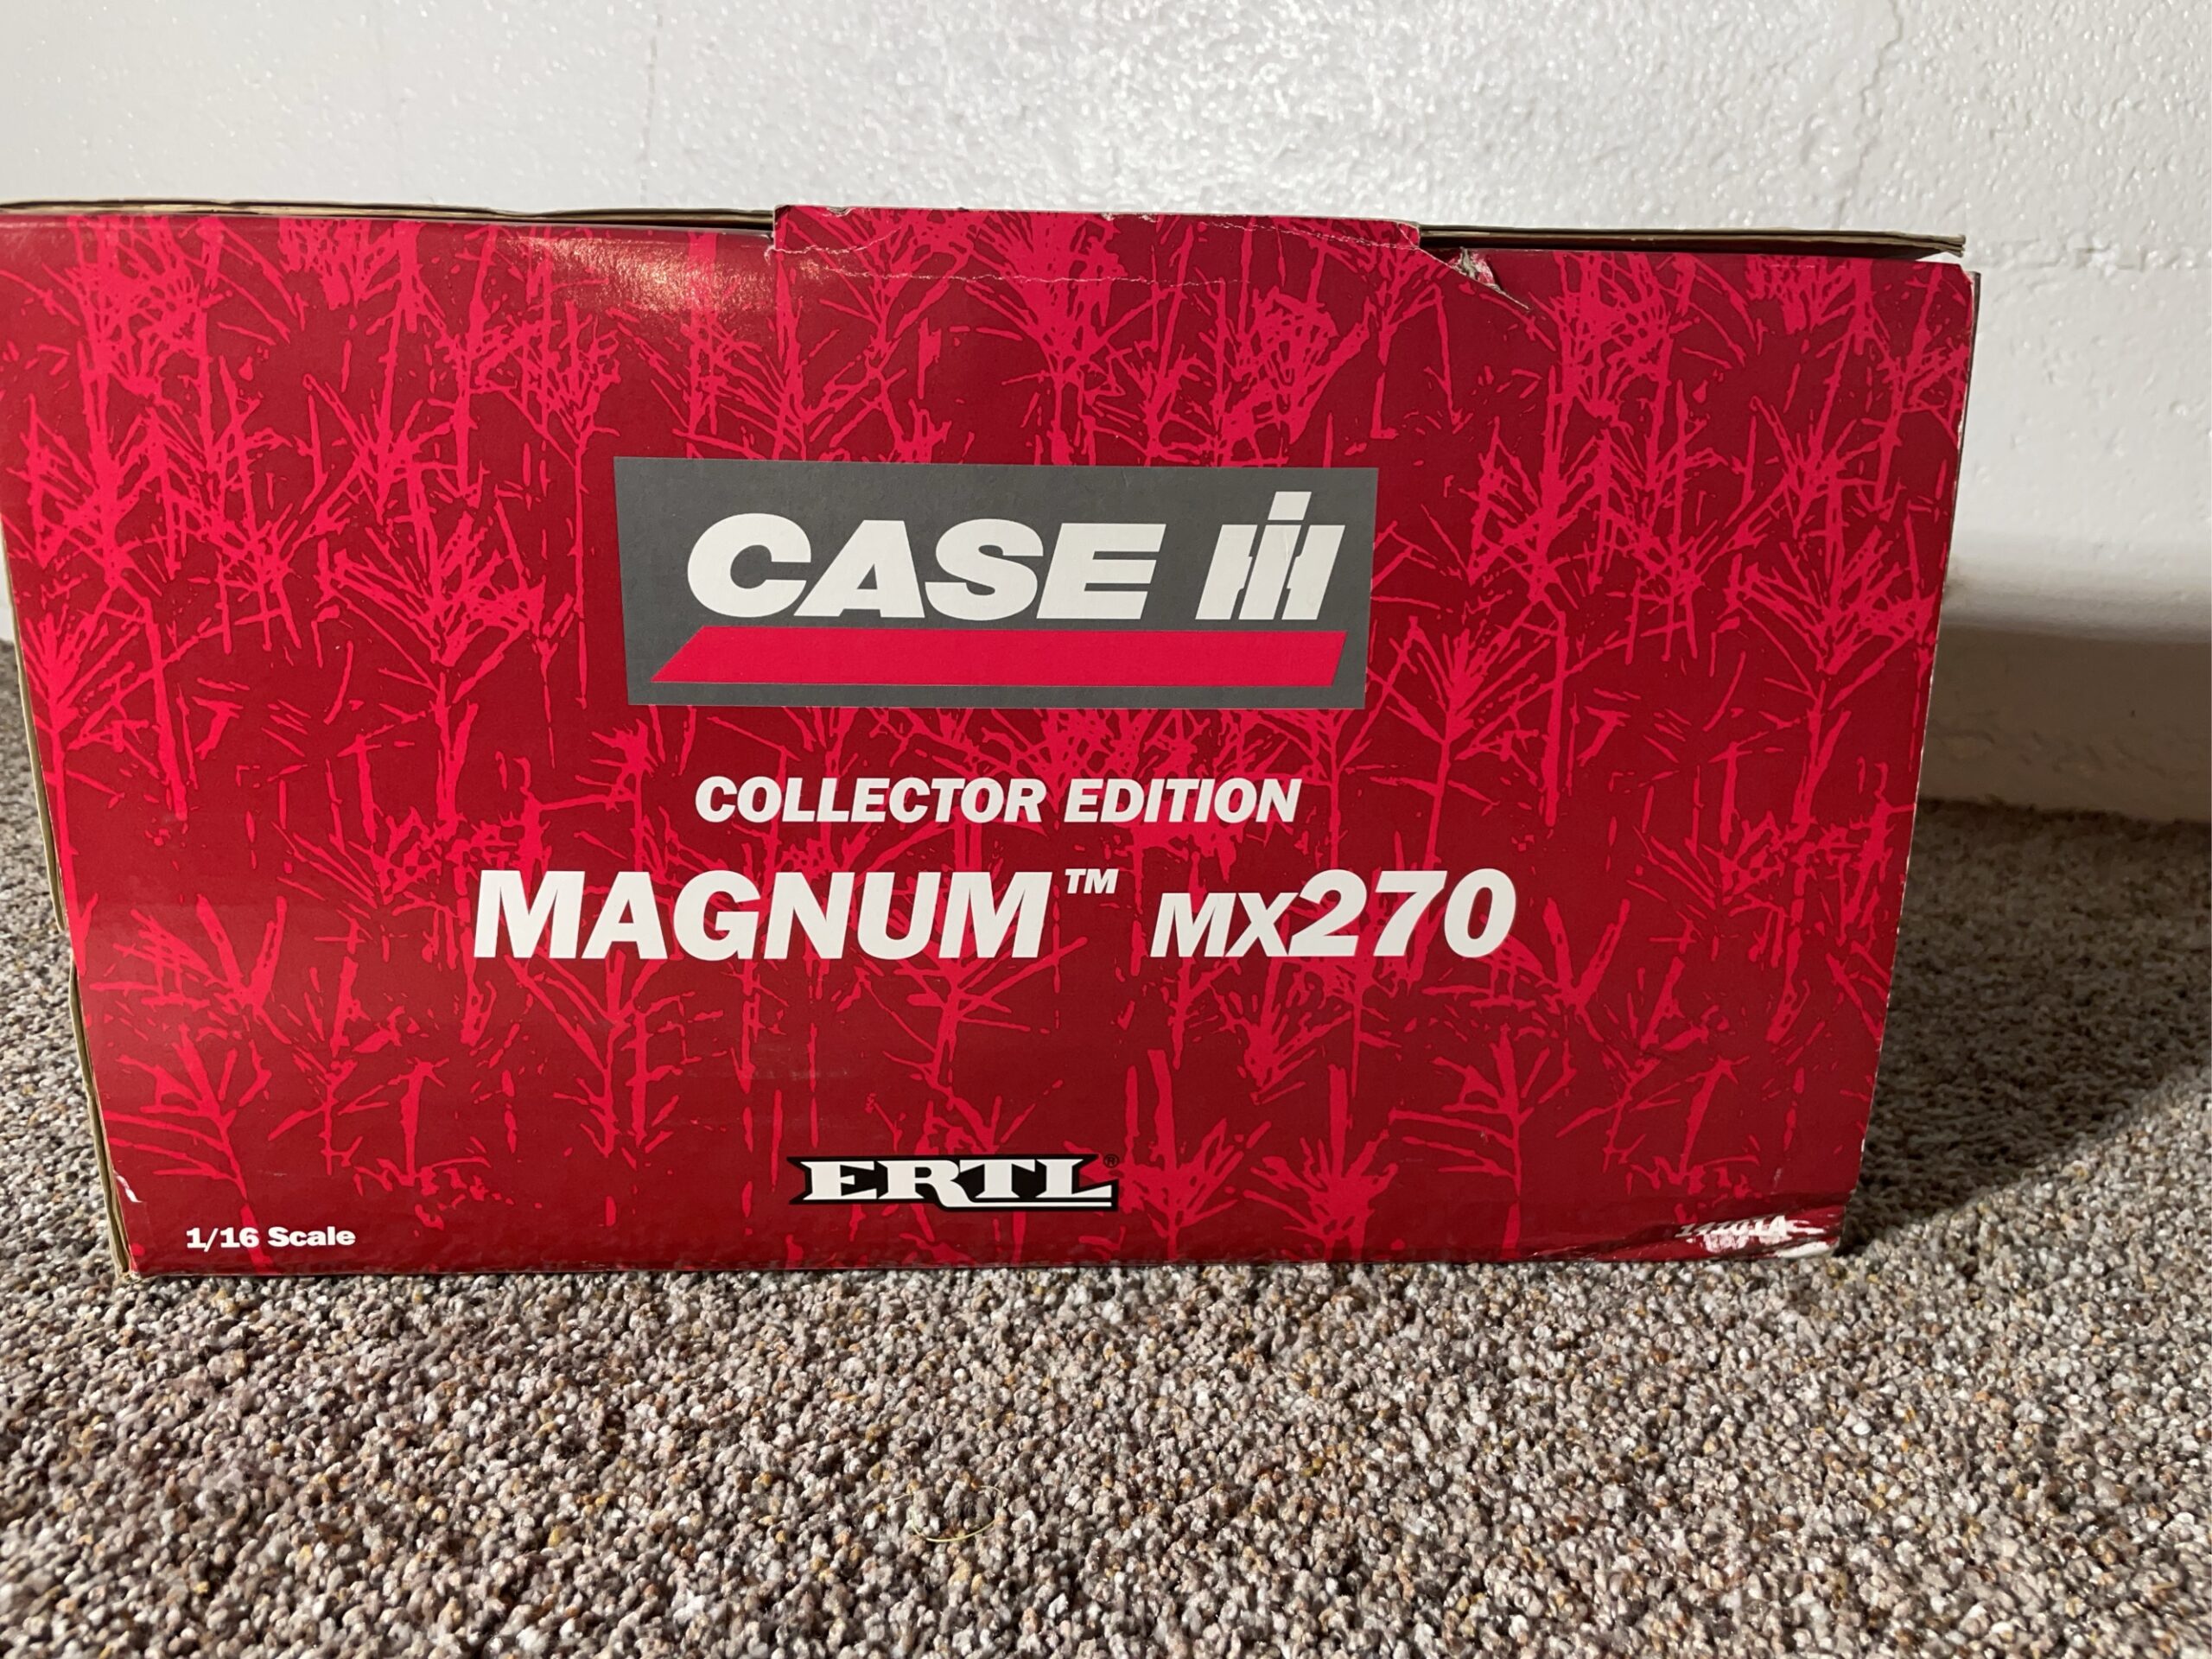 CASE IH
COLLECTOR EDITION
MAGNUM™ MX270
ERTL®
1/16 Scale